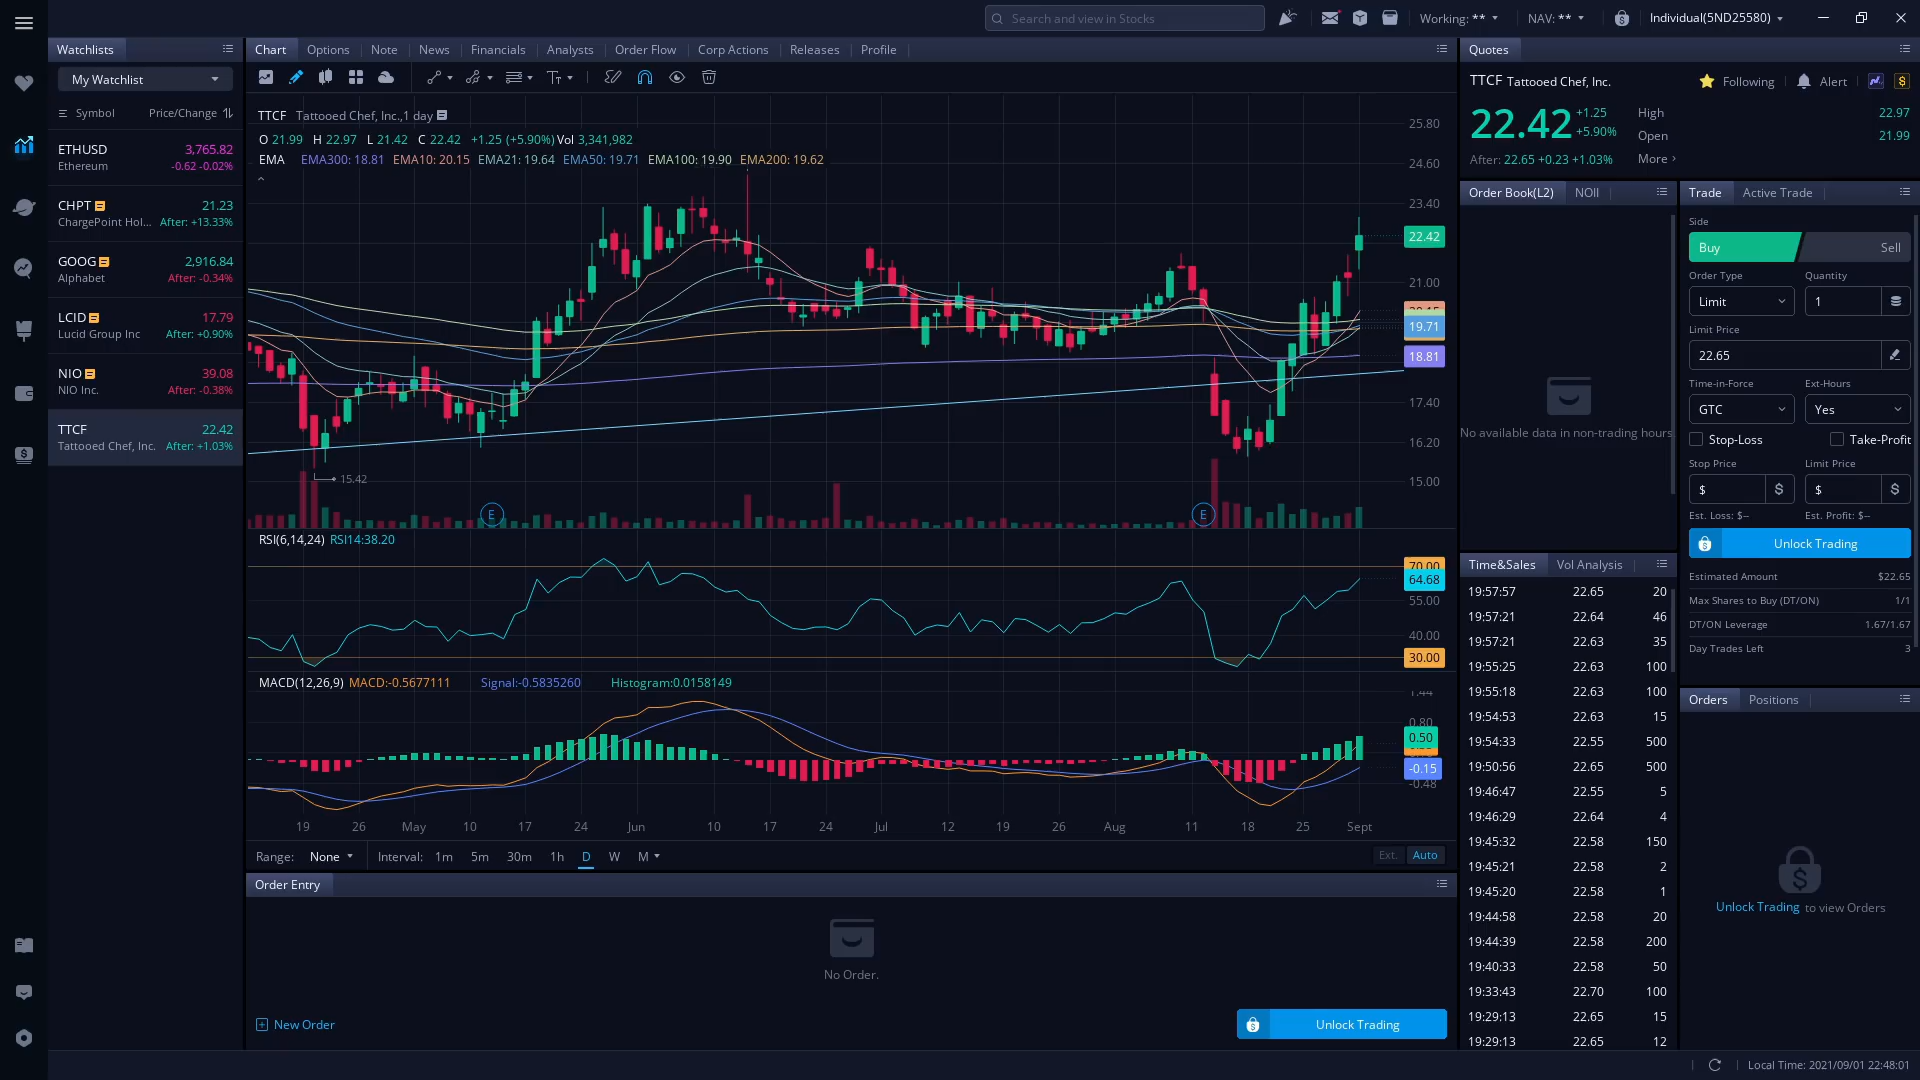 Search and view in Stocks
Working: **
NAV: **
Individual(5ND25580)
Watchlists
My Watchlist
Symbol Price/Change
ETHUSD 3,765.82
Ethereum -0.62 -0.02%
CHPT 21.23
ChargePoint Hol... After: +13.33%
GOOG 2,916.84
Alphabet After: -0.34%
LCID 17.79
Lucid Group Inc After: +0.90%
NIO 39.08
NIO Inc. After: -0.38%
TTCF 22.42
Tattooed Chef, Inc. After: +1.03%
Chart Options Note News Financials Analysts Order Flow Corp Actions Releases Profile
TTCF Tattooed Chef, Inc.,1 day
O 21.99 H 22.97 L 21.42 C 22.42 +1.25 (+5.90%) Vol 3,341,982
EMA EMA300: 18.81 EMA10: 20.15 EMA21: 19.64 EMA50: 19.71 EMA100: 19.90 EMA200: 19.62
25.80
24.60
23.40
22.42
21.00
19.71
18.81
17.40
16.20
15.00
15.42
E
E
RSI(6,14,24) RSI14:38.20
70.00
64.68
55.00
40.00
30.00
MACD(12,26,9) MACD:-0.5677111 Signal:-0.5835260 Histogram:0.0158149
1.44
0.80
0.50
-0.15
-0.48
19 26 May 10 17 24 Jun 10 17 24 Jul 12 19 26 Aug 11 18 25 Sept
Range: None Interval: 1m 5m 30m 1h D W M Ext. Auto
Order Entry
No Order.
New Order
Unlock Trading
Quotes
TTCF Tattooed Chef, Inc. Following Alert
22.42 +1.25
+5.90%
High 22.97
Open 21.99
After: 22.65 +0.23 +1.03% More
Order Book(L2) NOII
No available data in non-trading hours
Time&Sales Vol Analysis
19:57:57 22.65 20
19:57:21 22.64 46
19:57:21 22.63 35
19:55:25 22.63 100
19:55:18 22.63 100
19:54:53 22.63 15
19:54:33 22.55 500
19:50:56 22.65 500
19:46:47 22.55 5
19:46:29 22.64 4
19:45:32 22.58 150
19:45:21 22.58 2
19:45:20 22.58 1
19:44:58 22.58 20
19:44:39 22.58 200
19:40:33 22.58 50
19:33:43 22.70 100
19:29:13 22.65 15
19:29:13 22.65 12
Trade Active Trade
Side
Buy Sell
Order Type Quantity
Limit 1
Limit Price
22.65
Time-in-Force Ext-Hours
GTC Yes
Stop-Loss Take-Profit
Stop Price Limit Price
$ $ $ $
Est. Loss: $-- Est. Profit: $--
Unlock Trading
Estimated Amount $22.65
Max Shares to Buy (DT/ON) 1/1
DT/ON Leverage 1.67/1.67
Day Trades Left 3
Orders Positions
Unlock Trading to view Orders
Local Time: 2021/09/01 22:48:01